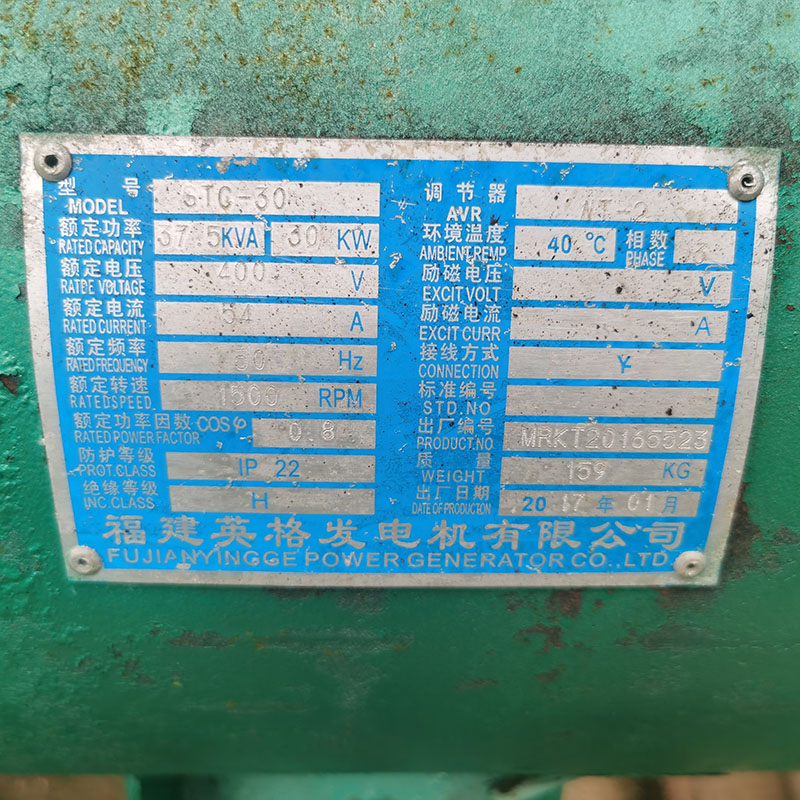 型 号 MODEL STC-30
额定功率 RATED CAPACITY 37.5KVA 30 KW
额定电压 RATEE VOLTAGE 400 V
额定电流 RATED CURRENT 54 A
额定频率 RATED FREQUENCY 50 Hz
额定转速 RATEDSPEED 1500 RPM
额定功率因数 COSφ RATED POWER FACTOR 0.8
防护等级 PROT.CLASS IP 22
绝缘等级 INC.CLASS H
调节器 AVR
环境温度 AMBIENT REMP 40 ℃ 相数 PHASE 3
励磁电压 EXCIT VOLT V
励磁电流 EXCIT CURR A
接线方式 CONNECTION Y
标准编号 STD.NO
出厂编号 PRODUCT.NO MRKT20165523
质 量 WEIGHT 159 KG
出厂日期 DATE OF PRODUCTION 20 17 年 01 月
福建英格发电机有限公司
FUJIANYINGGE POWER GENERATOR CO.,LTD